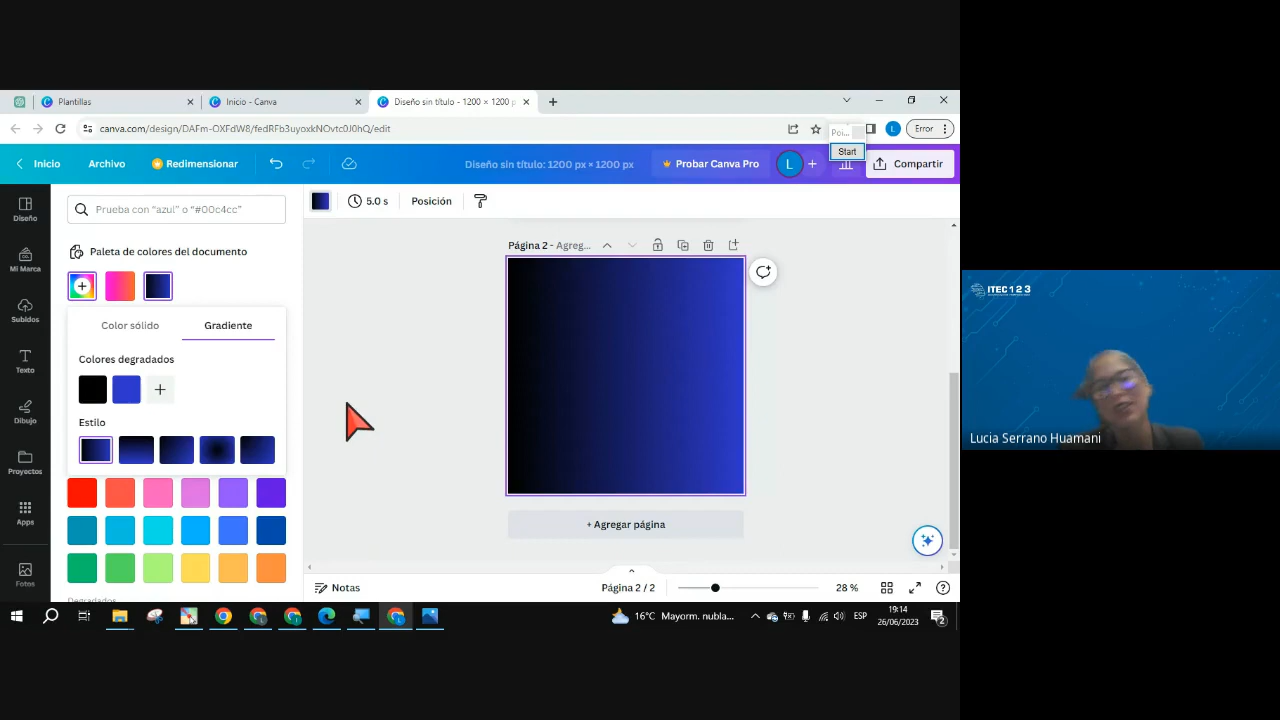 Plantillas
Inicio - Canva
Diseño sin título - 1200 × 1200 p
canva.com/design/DAFm-OXFdW8/fedRFb3uyoxkNOvtc0J0hQ/edit
Poi...
Error
Start
Inicio
Archivo
Redimensionar
Diseño sin título: 1200 px × 1200 px
Probar Canva Pro
L
Compartir
Diseño
Mi Marca
Subidos
Texto
Dibujo
Proyectos
Apps
Fotos
Prueba con “azul” o “#00c4cc”
Paleta de colores del documento
Color sólido
Gradiente
Colores degradados
Estilo
Degradados
5.0 s
Posición
Página 2 - Agreg...
+ Agregar página
Notas
Página 2 / 2
28 %
16°C Mayorm. nubla...
ESP
19:14
26/06/2023
2
ITEC 1 2 3
Lucia Serrano Huamani